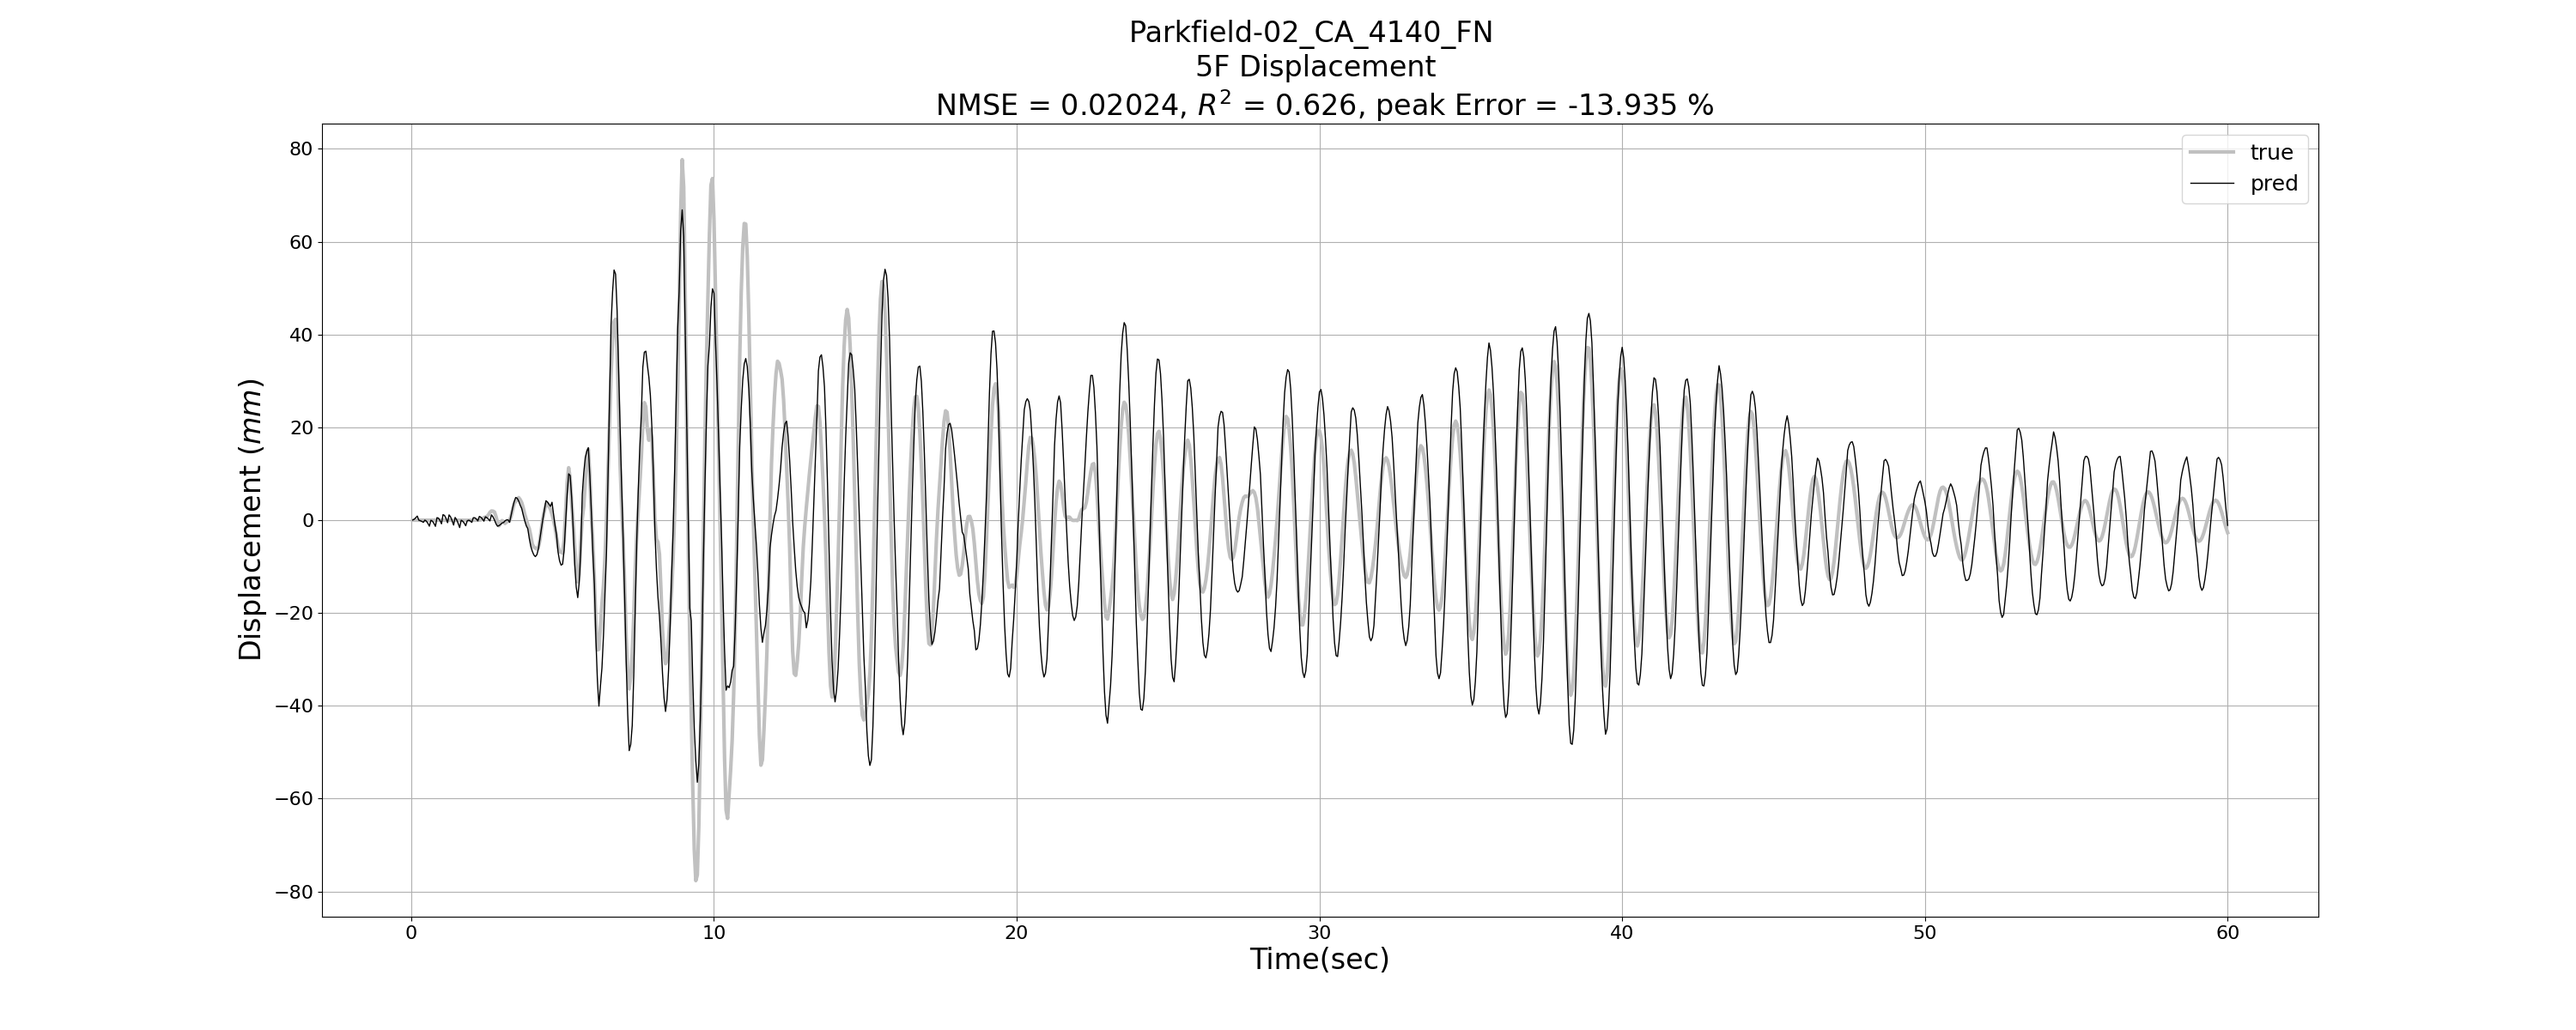 Parkfield-02_CA_4140_FN
5F Displacement
NMSE = 0.02024, R² = 0.626, peak Error = -13.935 %
true
pred
Displacement (mm)
80
60
40
20
0
−20
−40
−60
−80
0 10 20 30 40 50 60
Time(sec)